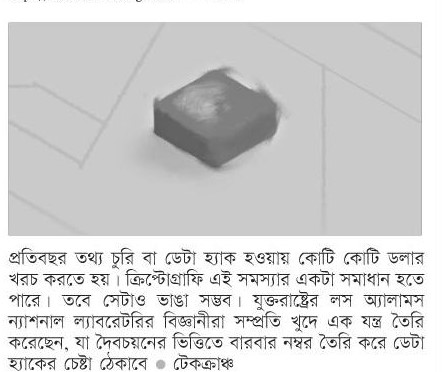 প্রতিবছর তথ্য চুরি বা ডেটা হ্যাক হওয়ায় কোটি কোটি ডলার
খরচ করতে হয়। ক্রিপ্টোগ্রাফি এই সমস্যার একটা সমাধান হতে
পারে। তবে সেটাও ভাঙা সম্ভব। যুক্তরাষ্ট্রের লস অ্যালামস
ন্যাশনাল ল্যাবরেটরির বিজ্ঞানীরা সম্প্রতি খুদে এক যন্ত্র তৈরি
করেছেন, যা দৈবচয়নের ভিত্তিতে বারবার নম্বর তৈরি করে ডেটা
হ্যাকের চেষ্টা ঠেকাবে ● টেকক্রাঞ্চ